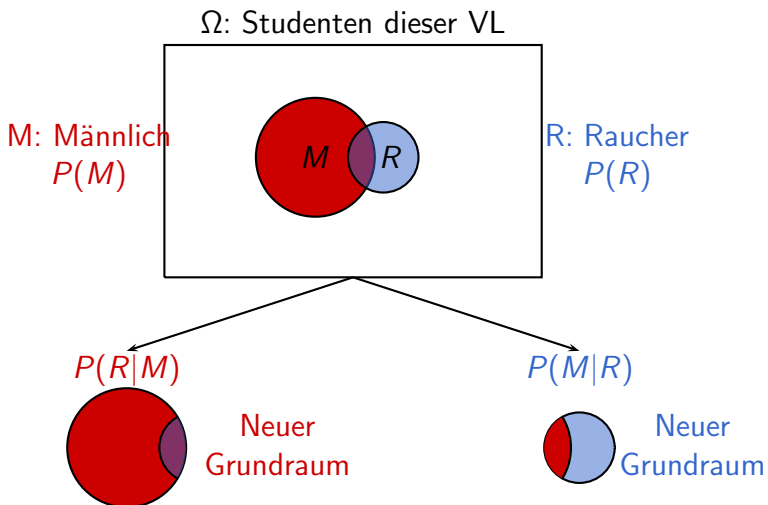 Ω: Studenten dieser VL
M: Männlich
P(M)
M
R
R: Raucher
P(R)
P(R|M)
Neuer
Grundraum
P(M|R)
Neuer
Grundraum